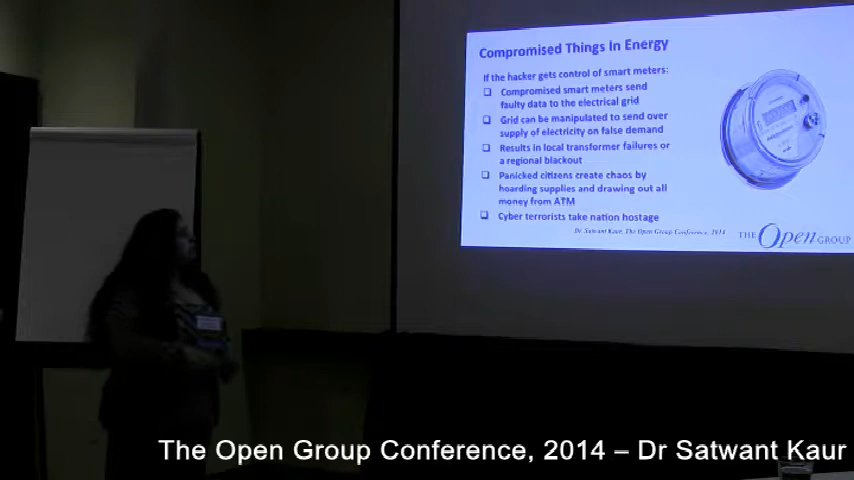 Compromised Things In Energy
If the hacker gets control of smart meters:
Compromised smart meters send
faulty data to the electrical grid
Grid can be manipulated to send over
supply of electricity on false demand
Results in local transformer failures or
a regional blackout
Panicked citizens create chaos by
hoarding supplies and drawing out all
money from ATM
Cyber terrorists take nation hostage
Dr. Satwant Kaur, The Open Group Conference, 2014
THE Open GROUP
The Open Group Conference, 2014 – Dr Satwant Kaur